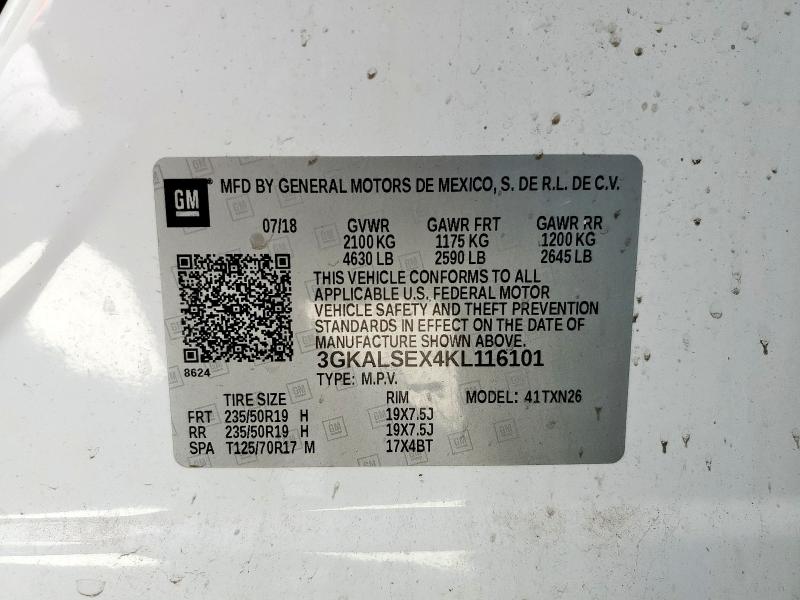 GM ® MFD BY GENERAL MOTORS DE MEXICO, S. DE R.L. DE C.V.
07/18 GVWR GAWR FRT GAWR RR
2100 KG 1175 KG 1200 KG
4630 LB 2590 LB 2645 LB
THIS VEHICLE CONFORMS TO ALL
APPLICABLE U.S. FEDERAL MOTOR
VEHICLE SAFETY AND THEFT PREVENTION
STANDARDS IN EFFECT ON THE DATE OF
MANUFACTURE SHOWN ABOVE.
3GKALSEX4KL116101
8624
TYPE: M.P.V.
TIRE SIZE RIM MODEL: 41TXN26
FRT 235/50R19 H 19X7.5J
RR 235/50R19 H 19X7.5J
SPA T125/70R17 M 17X4BT